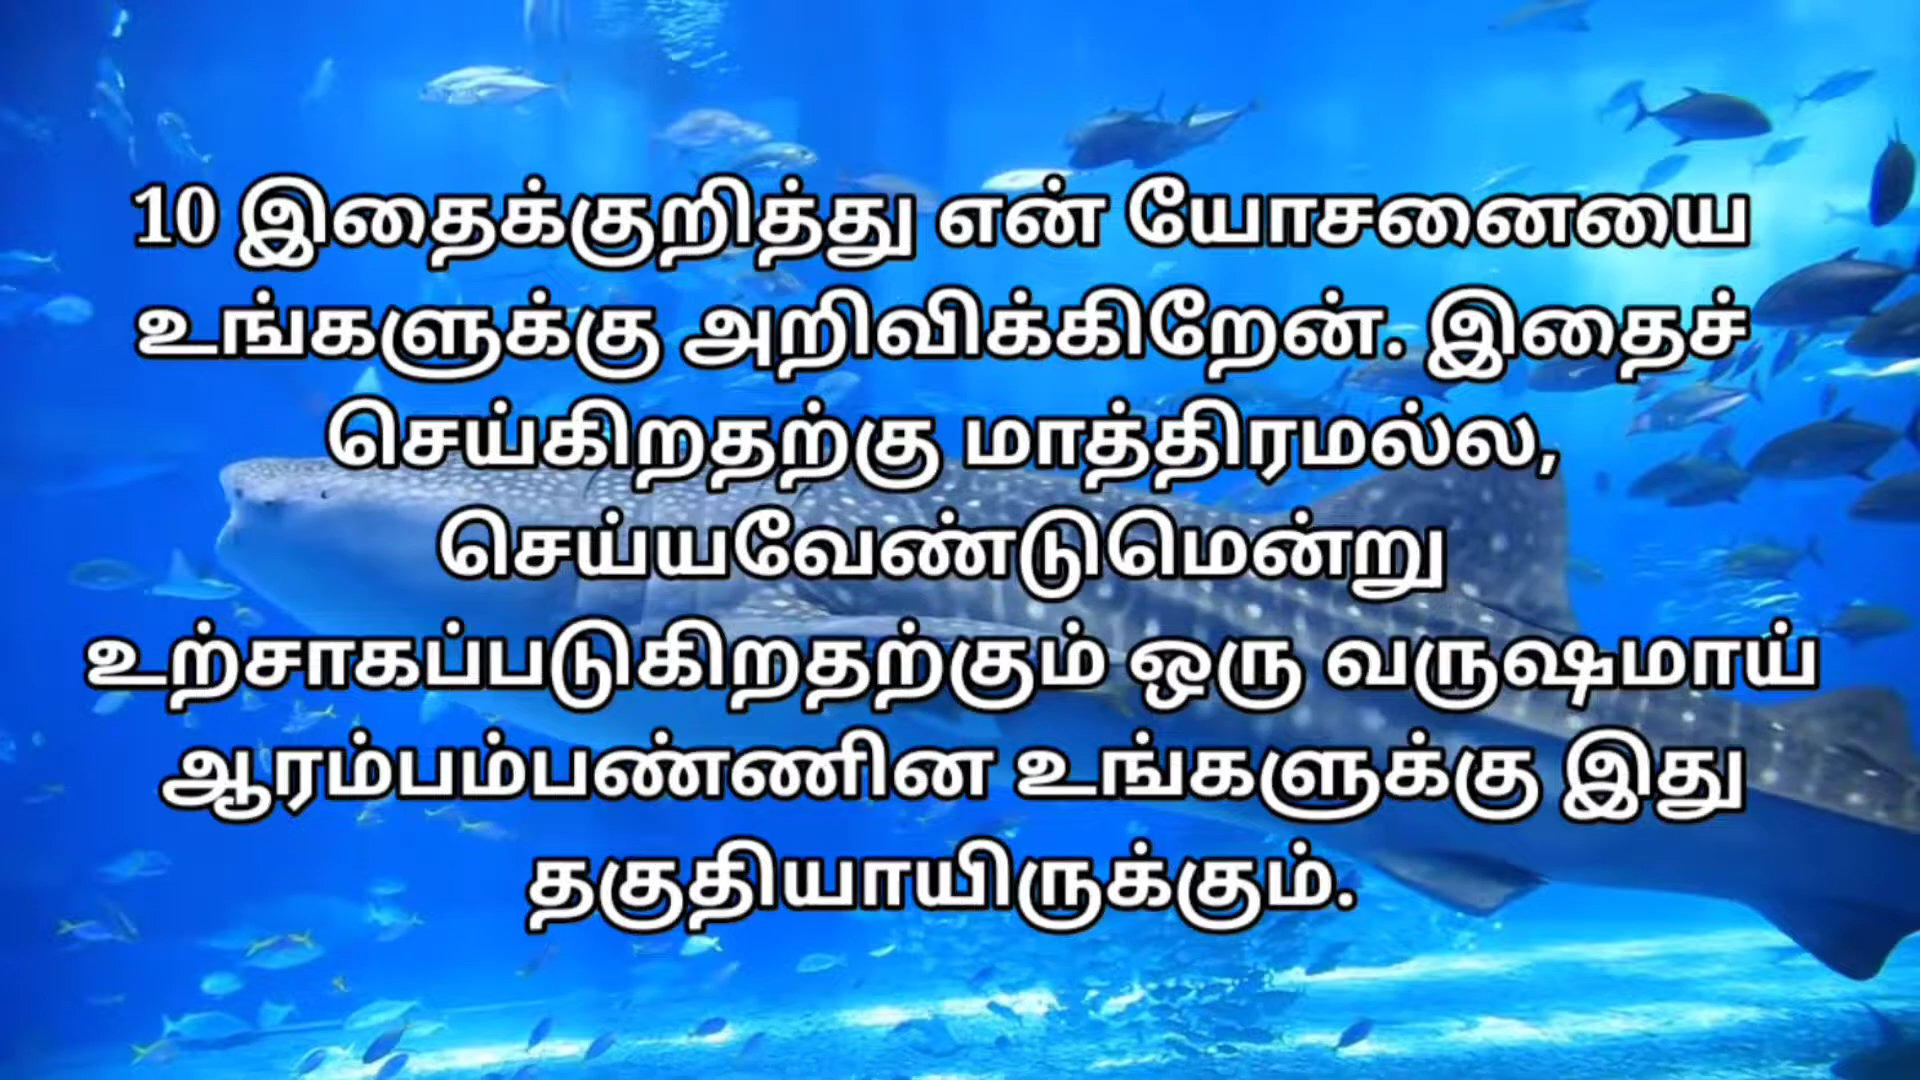 10 இதைக்குறித்து என் யோசனையை
உங்களுக்கு அறிவிக்கிறேன். இதைச்
செய்கிறதற்கு மாத்திரமல்ல,
செய்யவேண்டுமென்று
உற்சாகப்படுகிறதற்கும் ஒரு வருஷமாய்
ஆரம்பம்பண்ணின உங்களுக்கு இது
தகுதியாயிருக்கும்.